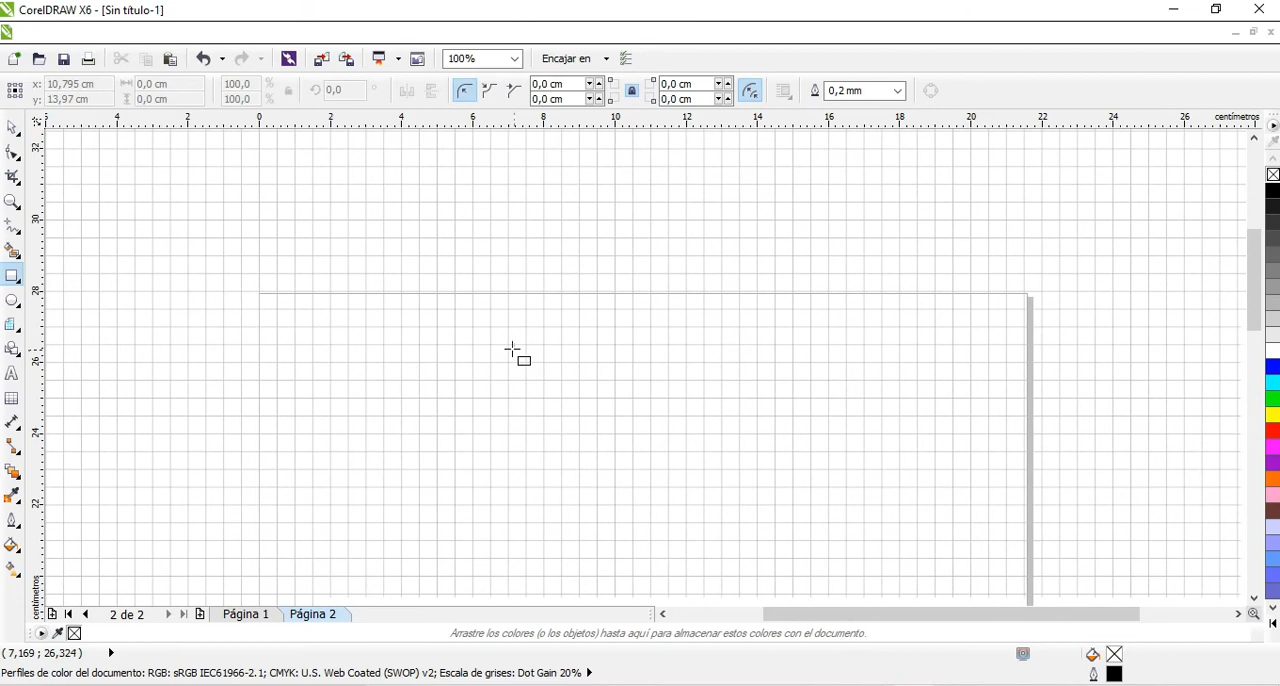 CorelDRAW X6 - [Sin título-1]
100%
Encajar en
x: 10,795 cm
y: 13,97 cm
0,0 cm
0,0 cm
100,0 %
100,0 %
0,0 °
0,0 cm
0,0 cm
0,0 cm
0,0 cm
0,2 mm
4 2 0 2 4 6 8 10 12 14 16 18 20 22 24 26 centímetros
32
30
28
26
24
22
centímetros
2 de 2
Página 1
Página 2
Arrastre los colores (o los objetos) hasta aquí para almacenar estos colores con el documento.
( 7,169 ; 26,324 )
Perfiles de color del documento: RGB: sRGB IEC61966-2.1; CMYK: U.S. Web Coated (SWOP) v2; Escala de grises: Dot Gain 20%